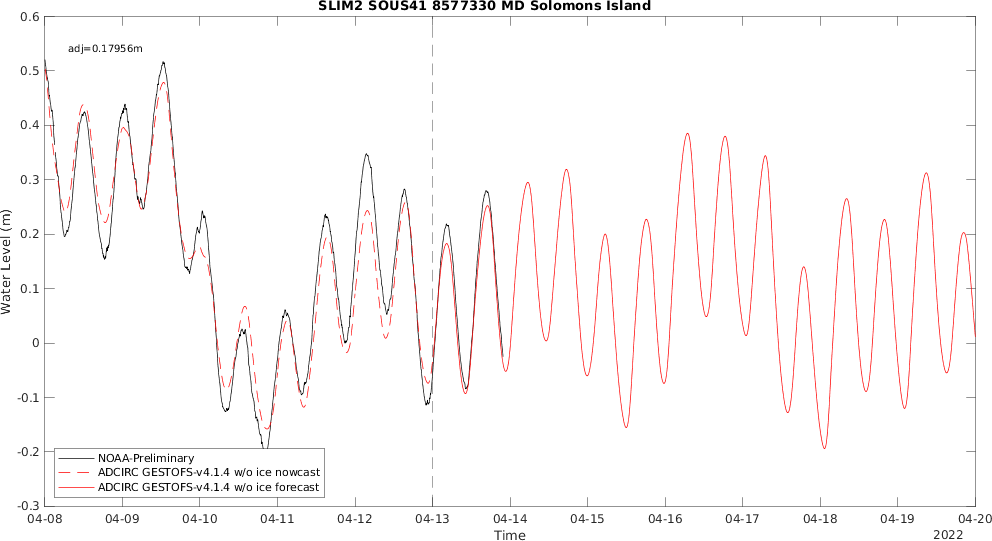 SLIM2 SOUS41 8577330 MD Solomons Island
adj=0.17956m
0.6
0.5
0.4
0.3
0.2
0.1
0
-0.1
-0.2
-0.3
Water Level (m)
NOAA-Preliminary
ADCIRC GESTOFS-v4.1.4 w/o ice nowcast
ADCIRC GESTOFS-v4.1.4 w/o ice forecast
04-08 04-09 04-10 04-11 04-12 04-13 04-14 04-15 04-16 04-17 04-18 04-19 04-20
Time
2022